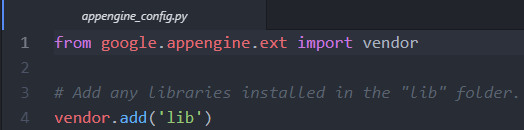 appengine_config.py
1 from google.appengine.ext import vendor
2
3 # Add any libraries installed in the "lib" folder.
4 vendor.add('lib')